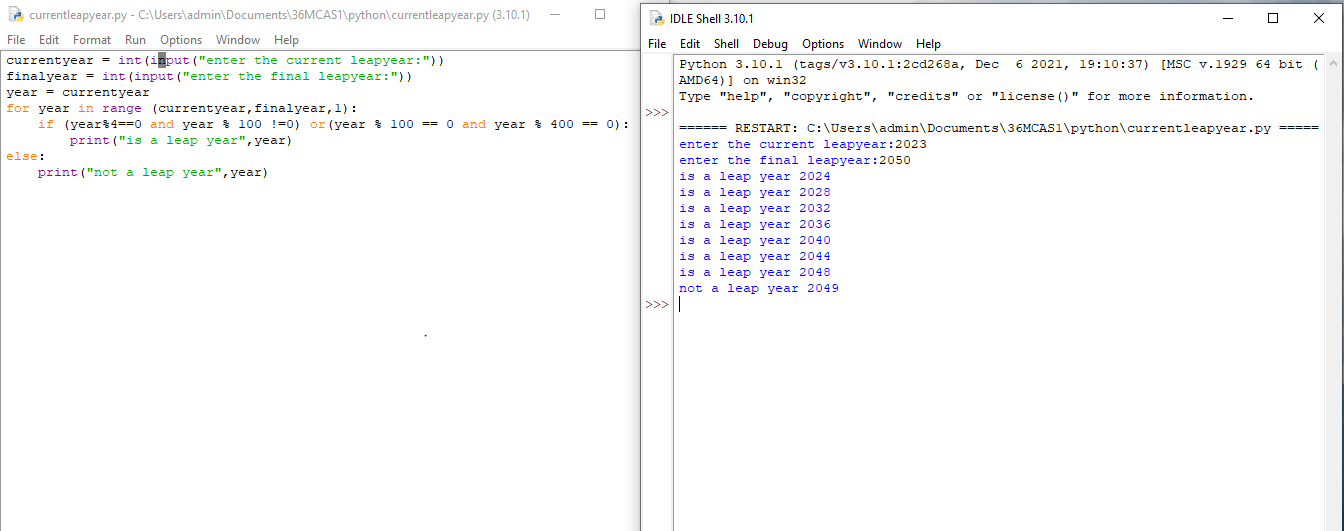 currentleapyear.py - C:\Users\admin\Documents\36MCAS1\python\currentleapyear.py (3.10.1)
File Edit Format Run Options Window Help
currentyear = int(input("enter the current leapyear:"))
finalyear = int(input("enter the final leapyear:"))
year = currentyear
for year in range (currentyear,finalyear,1):
    if (year%4==0 and year % 100 !=0) or(year % 100 == 0 and year % 400 == 0):
        print("is a leap year",year)
else:
    print("not a leap year",year)
IDLE Shell 3.10.1
File Edit Shell Debug Options Window Help
Python 3.10.1 (tags/v3.10.1:2cd268a, Dec  6 2021, 19:10:37) [MSC v.1929 64 bit (
AMD64)] on win32
Type "help", "copyright", "credits" or "license()" for more information.
>>>
====== RESTART: C:\Users\admin\Documents\36MCAS1\python\currentleapyear.py =====
enter the current leapyear:2023
enter the final leapyear:2050
is a leap year 2024
is a leap year 2028
is a leap year 2032
is a leap year 2036
is a leap year 2040
is a leap year 2044
is a leap year 2048
not a leap year 2049
>>>